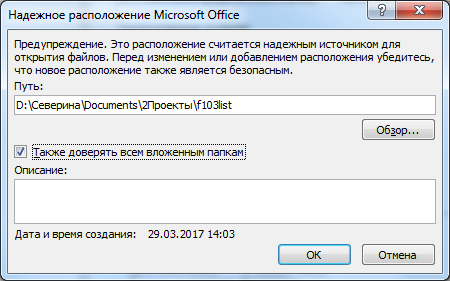 Надежное расположение Microsoft Office
Предупреждение. Это расположение считается надежным источником для
открытия файлов. Перед изменением или добавлением расположения убедитесь,
что новое расположение также является безопасным.
Путь:
D:\Северина\Documents\2Проекты\f103list
Обзор...
Также доверять всем вложенным папкам
Описание:
Дата и время создания: 29.03.2017 14:03
ОК Отмена